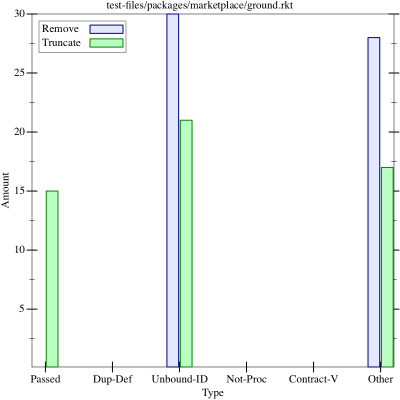 test-files/packages/marketplace/ground.rkt
Remove
Truncate
30
25
20
15
10
5
Amount
Passed Dup-Def Unbound-ID Not-Proc Contract-V Other
Type